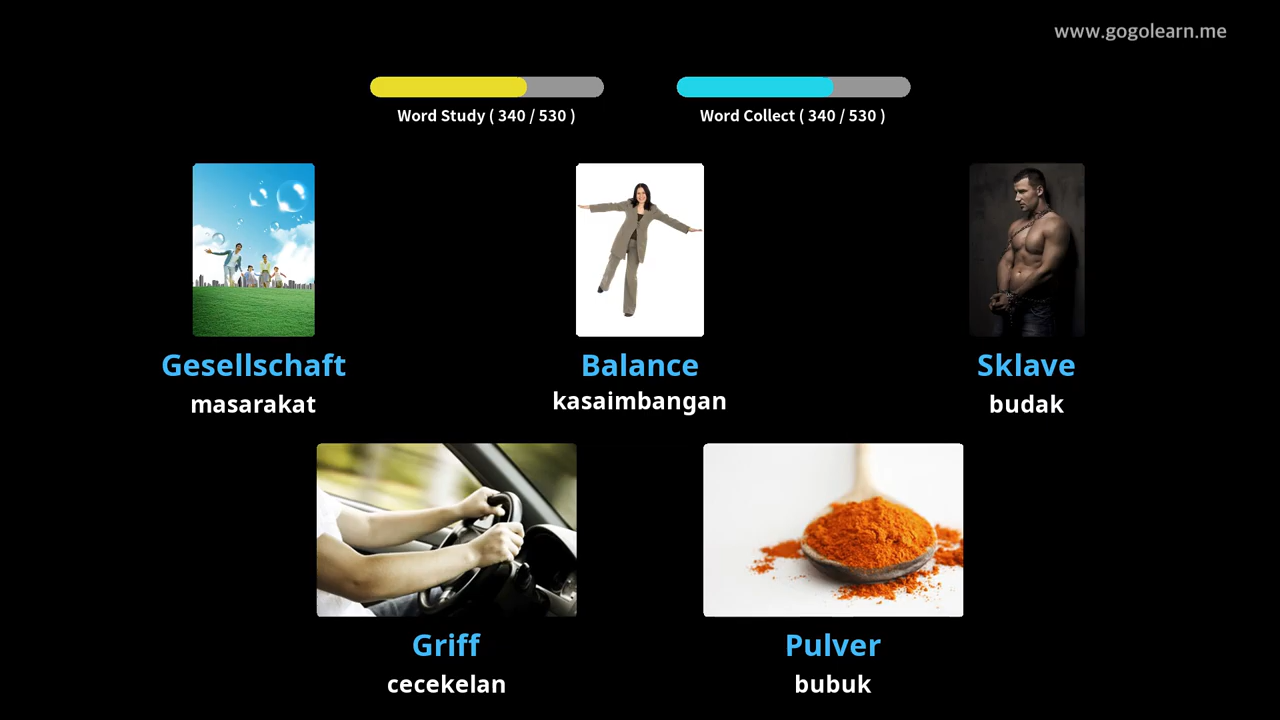 www.gogolearn.me
Word Study ( 340 / 530 )
Word Collect ( 340 / 530 )
Gesellschaft
masarakat
Balance
kasaimbangan
Sklave
budak
Griff
cecekelan
Pulver
bubuk